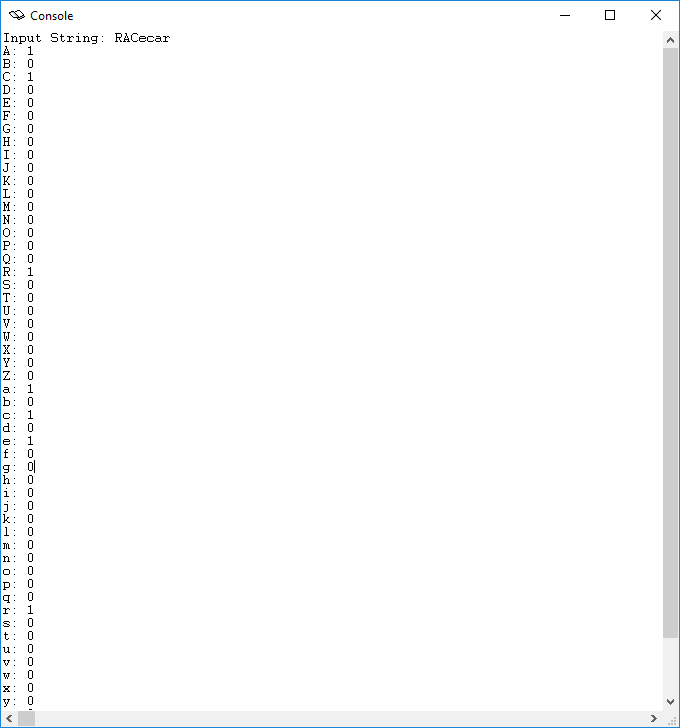 Console
Input String: RACecar
A: 1
B: 0
C: 1
D: 0
E: 0
F: 0
G: 0
H: 0
I: 0
J: 0
K: 0
L: 0
M: 0
N: 0
O: 0
P: 0
Q: 0
R: 1
S: 0
T: 0
U: 0
V: 0
W: 0
X: 0
Y: 0
Z: 0
a: 1
b: 0
c: 1
d: 0
e: 1
f: 0
g: 0
h: 0
i: 0
j: 0
k: 0
l: 0
m: 0
n: 0
o: 0
p: 0
q: 0
r: 1
s: 0
t: 0
u: 0
v: 0
w: 0
x: 0
y: 0